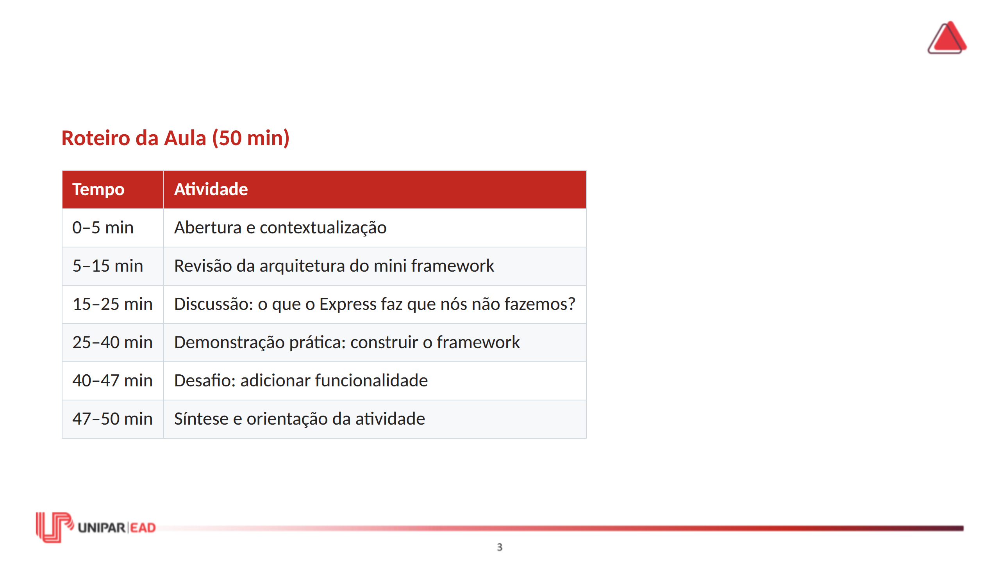 Roteiro da Aula (50 min)
Tempo Atividade
0–5 min Abertura e contextualização
5–15 min Revisão da arquitetura do mini framework
15–25 min Discussão: o que o Express faz que nós não fazemos?
25–40 min Demonstração prática: construir o framework
40–47 min Desafio: adicionar funcionalidade
47–50 min Síntese e orientação da atividade
UNIPAR|EAD
3